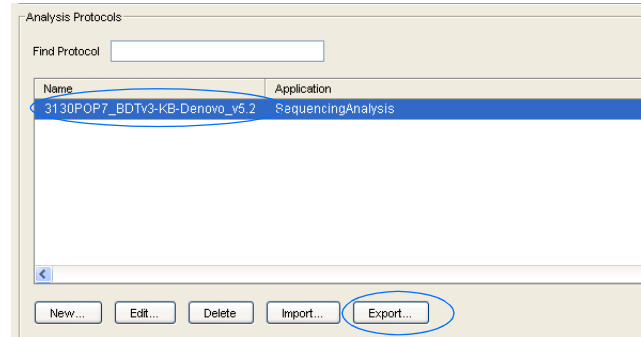 Analysis Protocols
Find Protocol
Name Application
3130POP7_BDTv3-KB-Denovo_v5.2 SequencingAnalysis
New... Edit... Delete Import... Export...